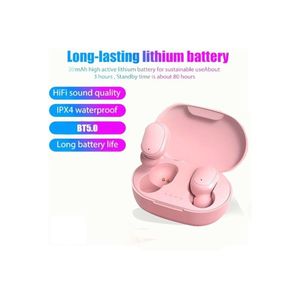 Long-lasting lithium battery
mAh high active lithium battery for sustainable useAbout
3 hours , Standby time is about 80 hours
HiFi sound quality
IPX4 waterproof
BT5.0
Long battery life